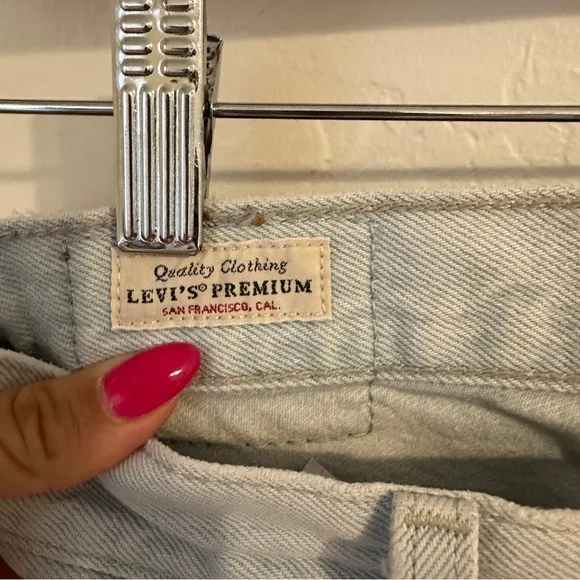 Quality Clothing
LEVI'S® PREMIUM
SAN FRANCISCO, CAL.